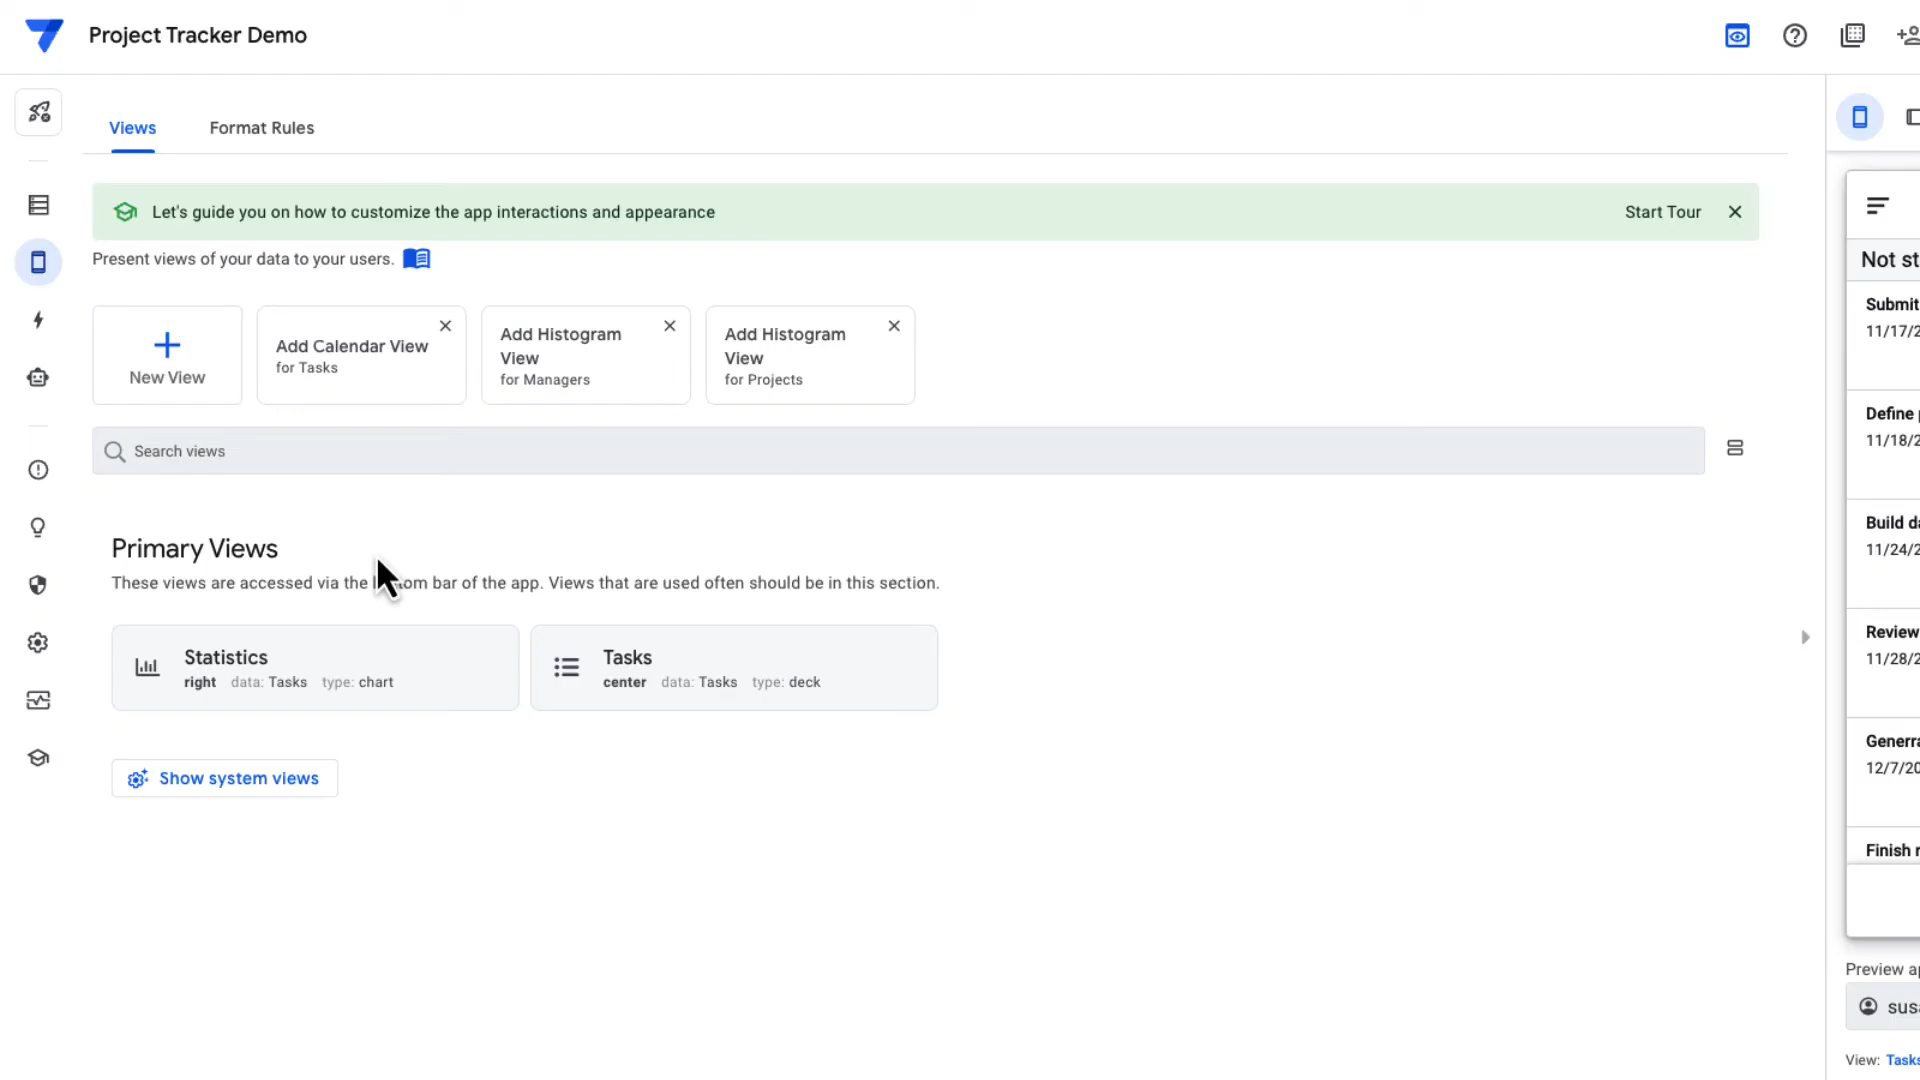 Project Tracker Demo
Views
Format Rules
Let's guide you on how to customize the app interactions and appearance
Start Tour
Present views of your data to your users.
New View
Add Calendar View
for Tasks
Add Histogram
View
for Managers
Add Histogram
View
for Projects
Search views
Primary Views
These views are accessed via the bottom bar of the app. Views that are used often should be in this section.
Statistics
right data: Tasks type: chart
Tasks
center data: Tasks type: deck
Show system views
Not st
Submit
11/17/2
Define
11/18/2
Build da
11/24/2
Review
11/28/2
Generra
12/7/20
Finish
Preview ap
susa
View: Tasks